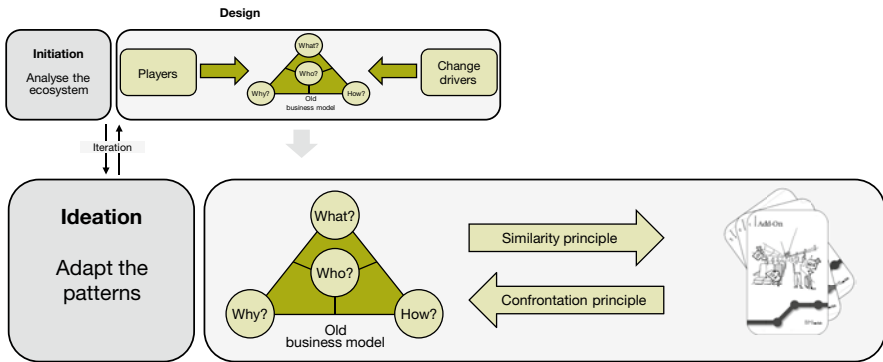 Design
Initiation
Analyse the
ecosystem
Players
What?
Who?
Why?
How?
Old
business model
Change
drivers
Iteration
Ideation
Adapt the
patterns
What?
Who?
Why?
How?
Old
business model
Similarity principle
Confrontation principle
Add-On